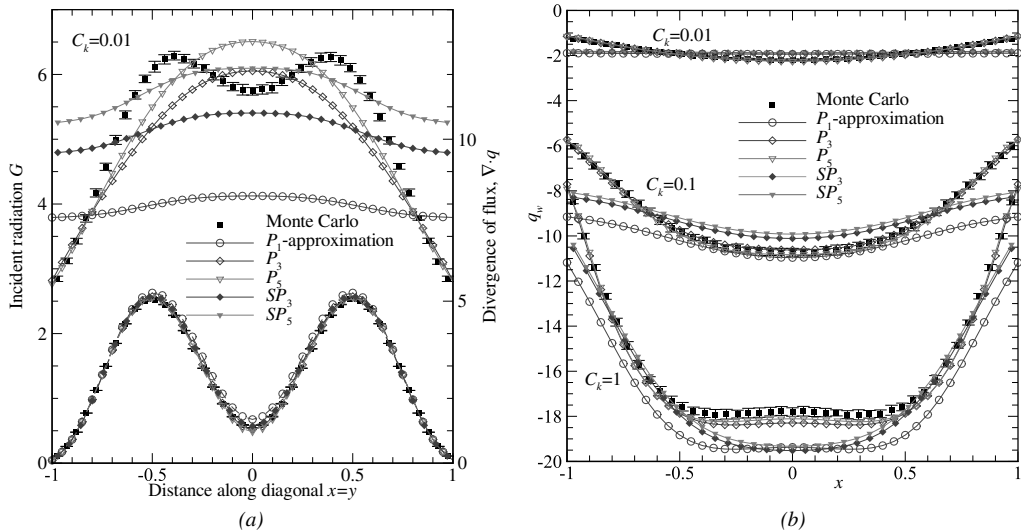 C_k=0.01
Incident radiation G
Divergence of flux, ∇·q
6
4
2
0
10
5
0
Monte Carlo
P_1-approximation
P_3
P_5
SP_3
SP_5
-1
-0.5
0
0.5
1
Distance along diagonal x=y
(a)
C_k=0.01
C_k=0.1
C_k=1
q_w
0
-2
-4
-6
-8
-10
-12
-14
-16
-18
-20
Monte Carlo
P_1-approximation
P_3
P_5
SP_3
SP_5
-1
-0.5
0
0.5
1
x
(b)